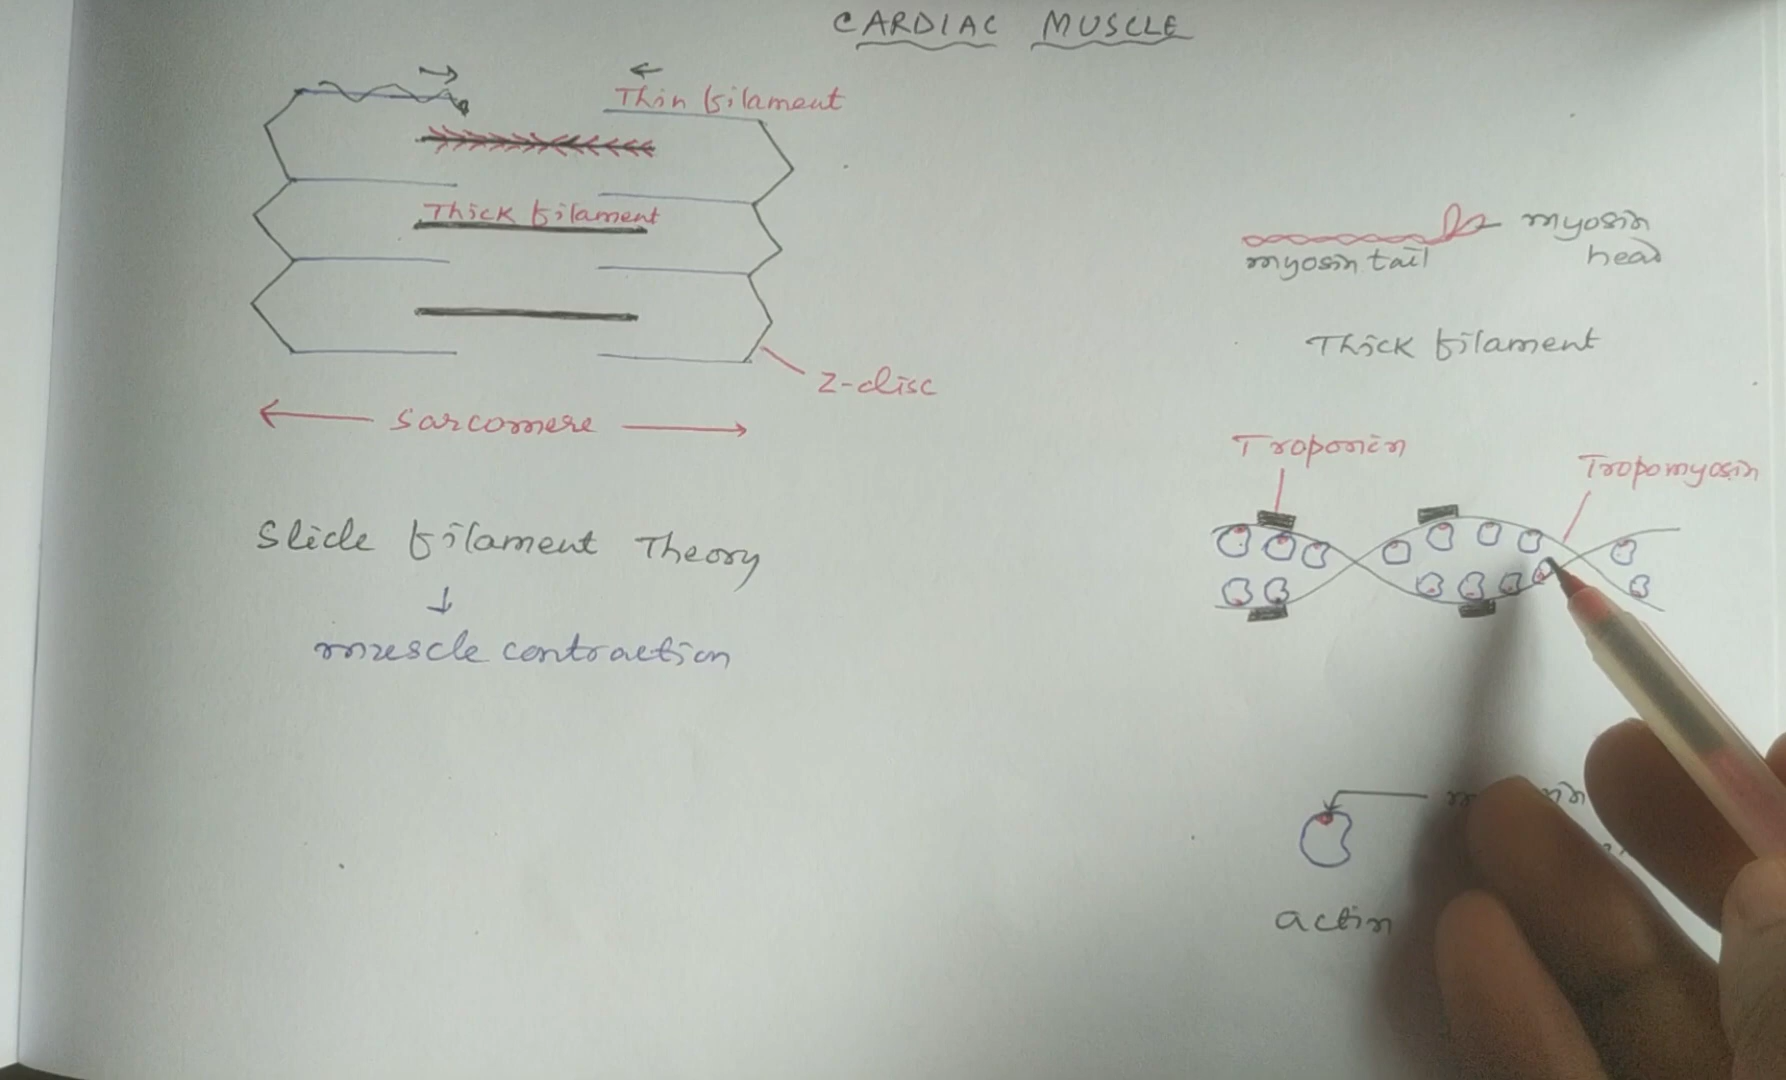 CARDIAC MUSCLE
Thin filament
Thick filament
Z-disc
Sarcomere
Slide filament Theory
muscle contraction
myosin
head
myosin tail
Thick filament
Troponin
Tropomyosin
actin